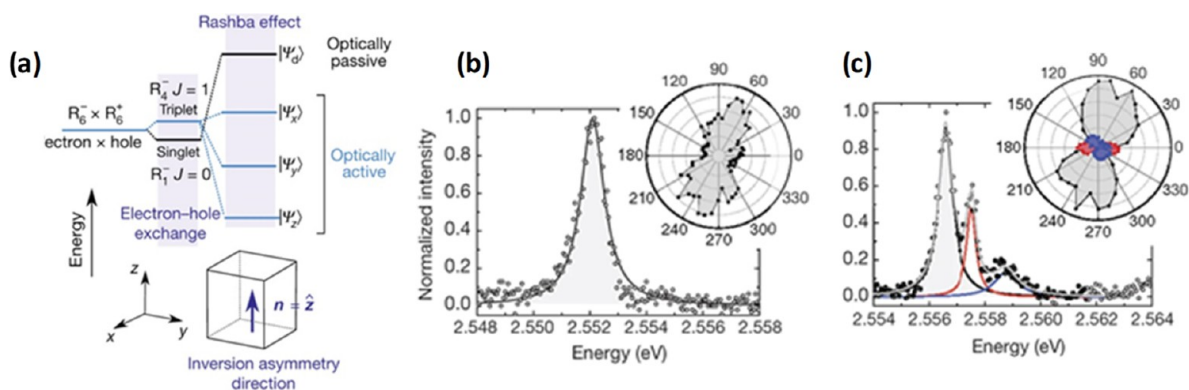 (a)
Rashba effect
|Ψd⟩
Optically
passive
R4⁻ J = 1
Triplet
R6⁻ × R6⁺
ectron × hole
|Ψx⟩
Singlet
R1⁻ J = 0
|Ψy⟩
Optically
active
|Ψz⟩
Electron–hole
exchange
Energy
z
x
y
n = ẑ
Inversion asymmetry
direction
(b)
Normalized intensity
1.0
0.8
0.6
0.4
0.2
0.0
2.548 2.550 2.552 2.554 2.556 2.558
Energy (eV)
90
120 60
150 30
180 0
210 330
240 300
270
(c)
1.0
0.8
0.6
0.4
0.2
0.0
2.554 2.556 2.558 2.560 2.562 2.564
Energy (eV)
90
120 60
150 30
180 0
210 330
240 300
270